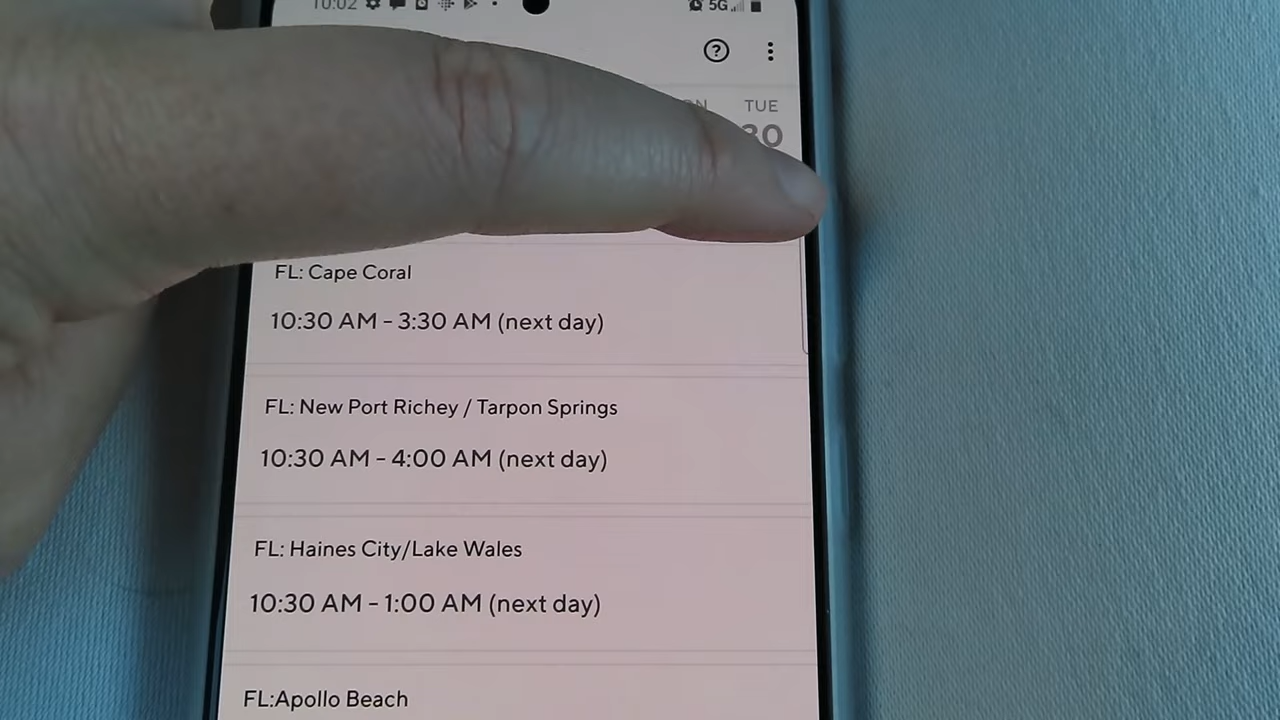 10:02 5G
TUE
30
FL: Cape Coral
10:30 AM – 3:30 AM (next day)
FL: New Port Richey / Tarpon Springs
10:30 AM – 4:00 AM (next day)
FL: Haines City/Lake Wales
10:30 AM – 1:00 AM (next day)
FL:Apollo Beach